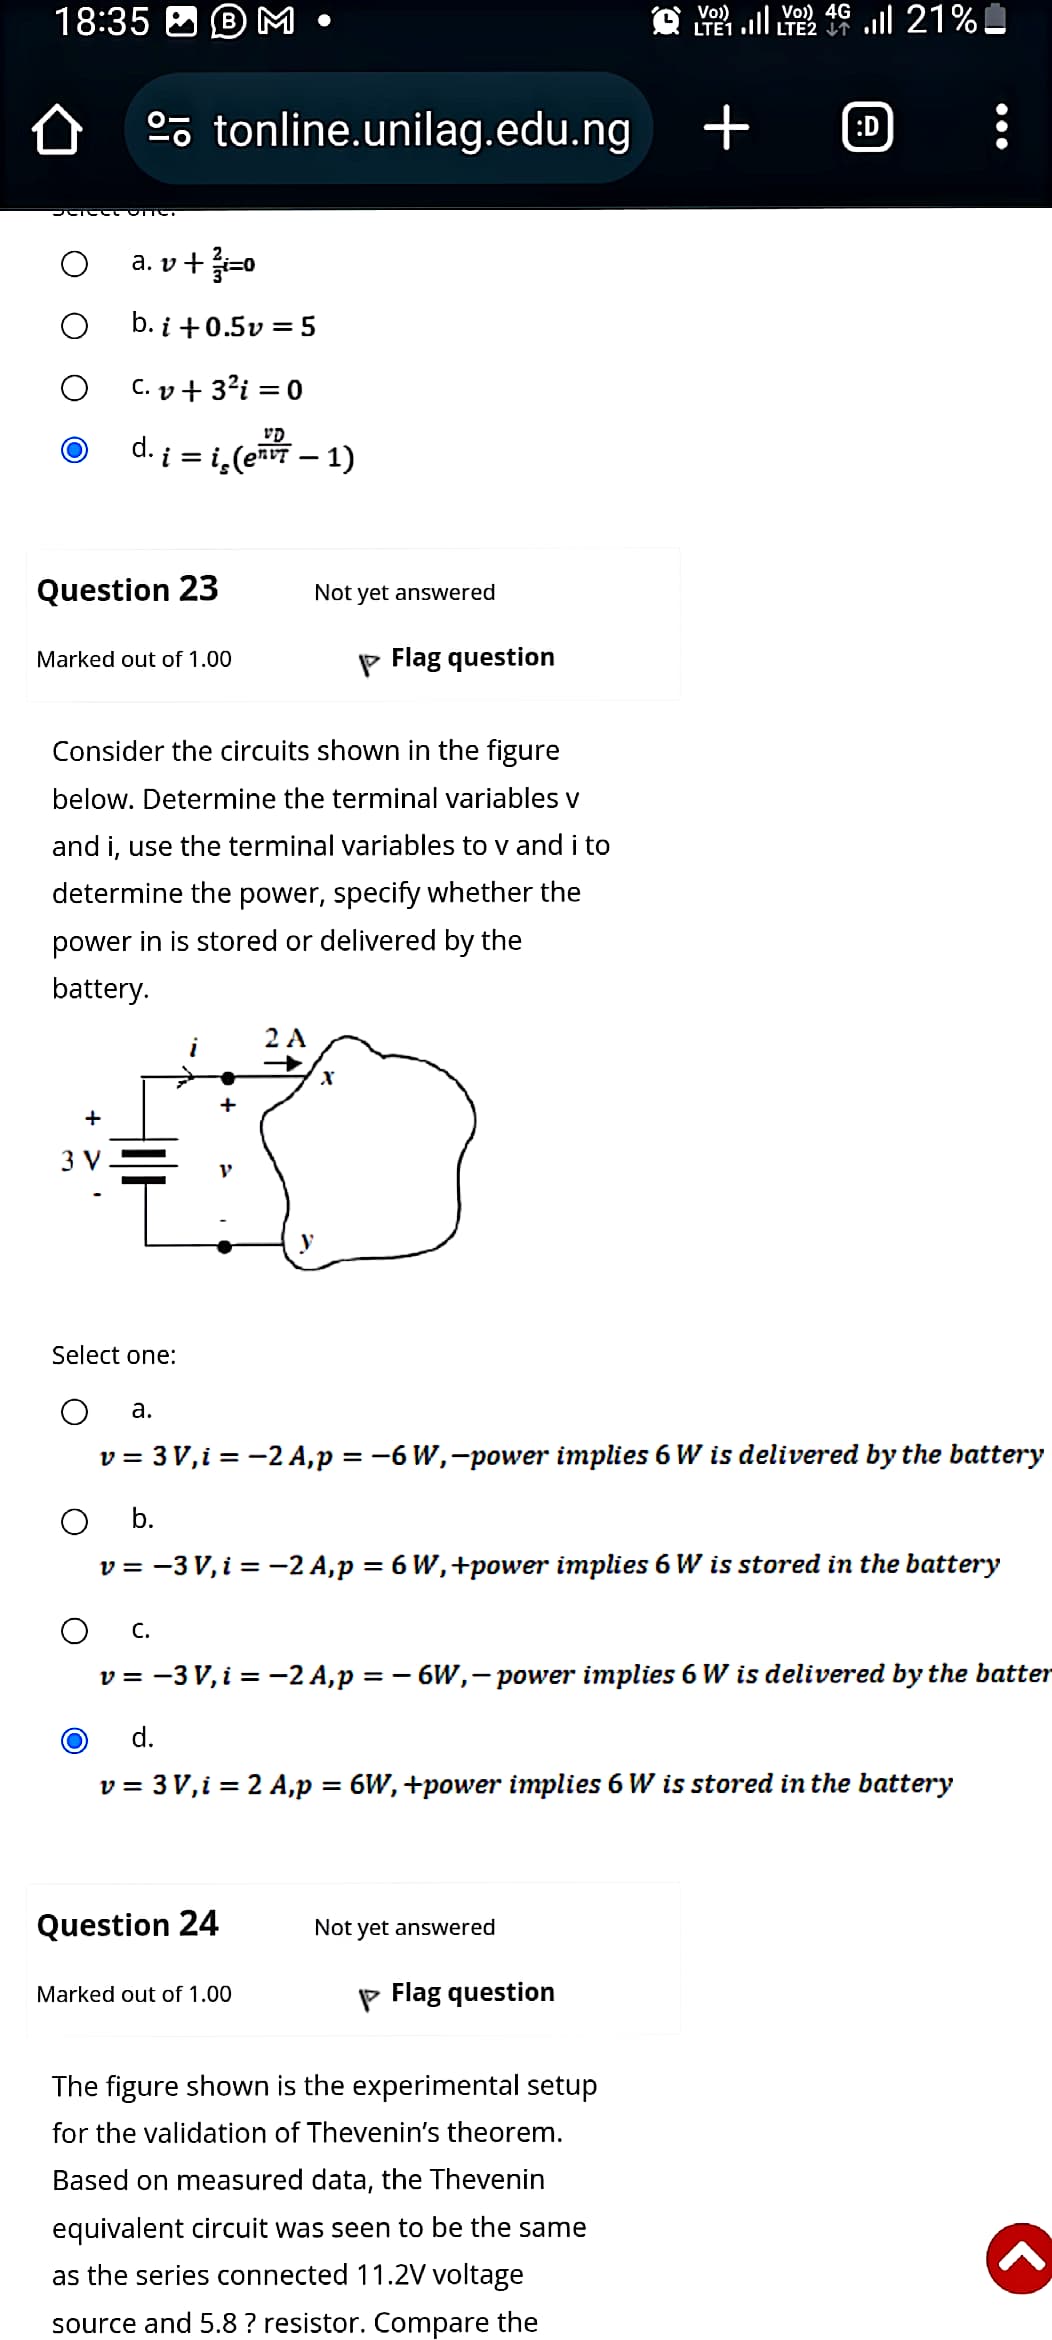 18:35 B M • Vo)) LTE1 Vo)) LTE2 4G 21%
tonline.unilag.edu.ng + :D
Select one:
a. v + 2/3 i=0
b. i + 0.5v = 5
c. v + 3²i = 0
d. i = iₛ(e^(vD/nvT) − 1)
Question 23 Not yet answered
Marked out of 1.00 Flag question
Consider the circuits shown in the figure
below. Determine the terminal variables v
and i, use the terminal variables to v and i to
determine the power, specify whether the
power in is stored or delivered by the
battery.
i 2 A
x
+ +
3 V v
- -
y
Select one:
a.
v = 3 V, i = −2 A, p = −6 W, −power implies 6 W is delivered by the battery
b.
v = −3 V, i = −2 A, p = 6 W, +power implies 6 W is stored in the battery
c.
v = −3 V, i = −2 A, p = − 6W, − power implies 6 W is delivered by the batter
d.
v = 3 V, i = 2 A, p = 6W, +power implies 6 W is stored in the battery
Question 24 Not yet answered
Marked out of 1.00 Flag question
The figure shown is the experimental setup
for the validation of Thevenin’s theorem.
Based on measured data, the Thevenin
equivalent circuit was seen to be the same
as the series connected 11.2V voltage
source and 5.8 ? resistor. Compare the